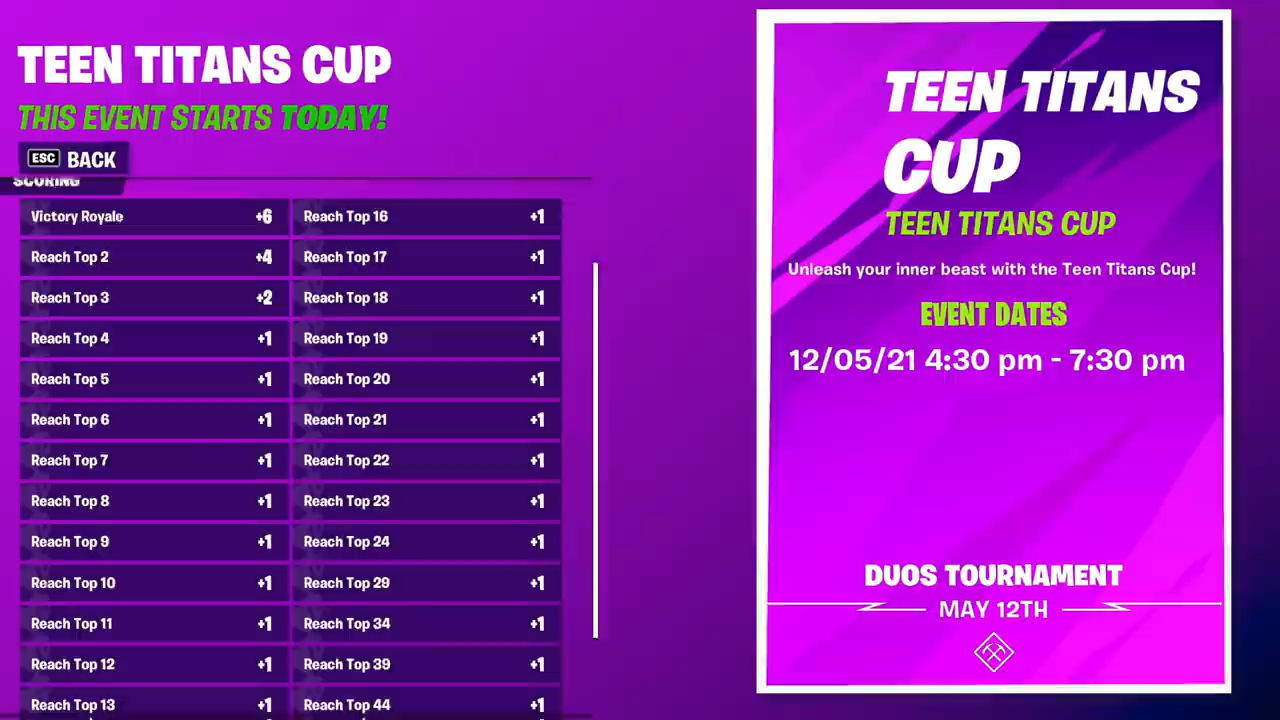 TEEN TITANS CUP
THIS EVENT STARTS TODAY!
ESC BACK
SCORING
Victory Royale +6
Reach Top 2 +4
Reach Top 3 +2
Reach Top 4 +1
Reach Top 5 +1
Reach Top 6 +1
Reach Top 7 +1
Reach Top 8 +1
Reach Top 9 +1
Reach Top 10 +1
Reach Top 11 +1
Reach Top 12 +1
Reach Top 13 +1
Reach Top 16 +1
Reach Top 17 +1
Reach Top 18 +1
Reach Top 19 +1
Reach Top 20 +1
Reach Top 21 +1
Reach Top 22 +1
Reach Top 23 +1
Reach Top 24 +1
Reach Top 29 +1
Reach Top 34 +1
Reach Top 39 +1
Reach Top 44 +1
TEEN TITANS
CUP
TEEN TITANS CUP
Unleash your inner beast with the Teen Titans Cup!
EVENT DATES
12/05/21 4:30 pm - 7:30 pm
DUOS TOURNAMENT
MAY 12TH